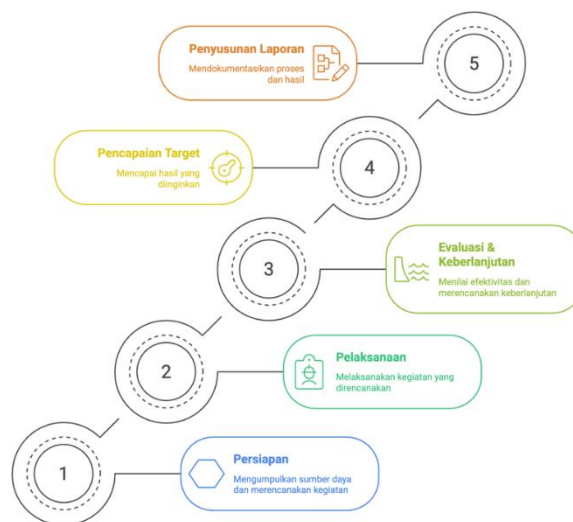 Penyusunan Laporan
Mendokumentasikan proses
dan hasil
5
Pencapaian Target
Mencapai hasil yang
diinginkan
4
3
Evaluasi &
Keberlanjutan
Menilai efektivitas dan
merencanakan keberlanjutan
2
Pelaksanaan
Melaksanakan kegiatan yang
direncanakan
1
Persiapan
Mengumpulkan sumber daya
dan merencanakan kegiatan